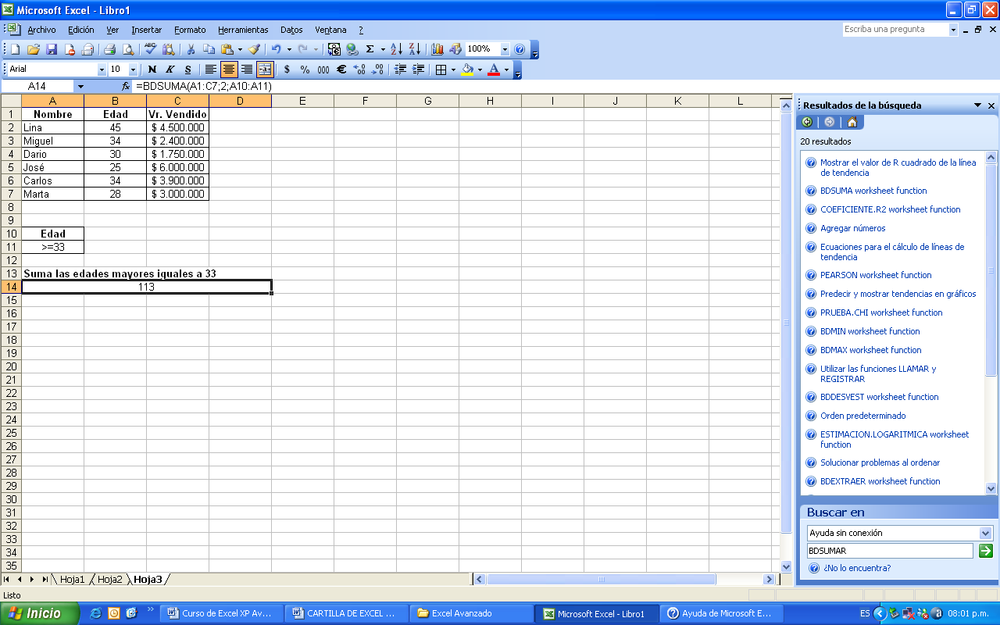 Microsoft Excel - Libro1
Archivo Edición Ver Insertar Formato Herramientas Datos Ventana ? Escriba una pregunta
100%
Arial 10 N K S $ % 000 €
A14 fx =BDSUMA(A1:C7;2;A10:A11)
A B C D E F G H I J K L
1 Nombre Edad Vr. Vendido
2 Lina 45 $ 4.500.000
3 Miguel 34 $ 2.400.000
4 Dario 30 $ 1.750.000
5 José 25 $ 6.000.000
6 Carlos 34 $ 3.900.000
7 Marta 28 $ 3.000.000
8
9
10 Edad
11 >=33
12
13 Suma las edades mayores iguales a 33
14 113
15
16
17
18
19
20
21
22
23
24
25
26
27
28
29
30
31
32
33
34
35
Hoja1 Hoja2 Hoja3
Listo
Resultados de la búsqueda
20 resultados
Mostrar el valor de R cuadrado de la línea
de tendencia
BDSUMA worksheet function
COEFICIENTE.R2 worksheet function
Agregar números
Ecuaciones para el cálculo de líneas de
tendencia
PEARSON worksheet function
Predecir y mostrar tendencias en gráficos
PRUEBA.CHI worksheet function
BDMIN worksheet function
BDMAX worksheet function
Utilizar las funciones LLAMAR y
REGISTRAR
BDDESVEST worksheet function
Orden predeterminado
ESTIMACION.LOGARITMICA worksheet
function
Solucionar problemas al ordenar
BDEXTRAER worksheet function
Buscar en
Ayuda sin conexión
BDSUMAR
¿No lo encuentra?
Inicio Curso de Excel XP Av... CARTILLA DE EXCEL ... Excel Avanzado Microsoft Excel - Libro1 Ayuda de Microsoft E... ES 08:01 p.m.